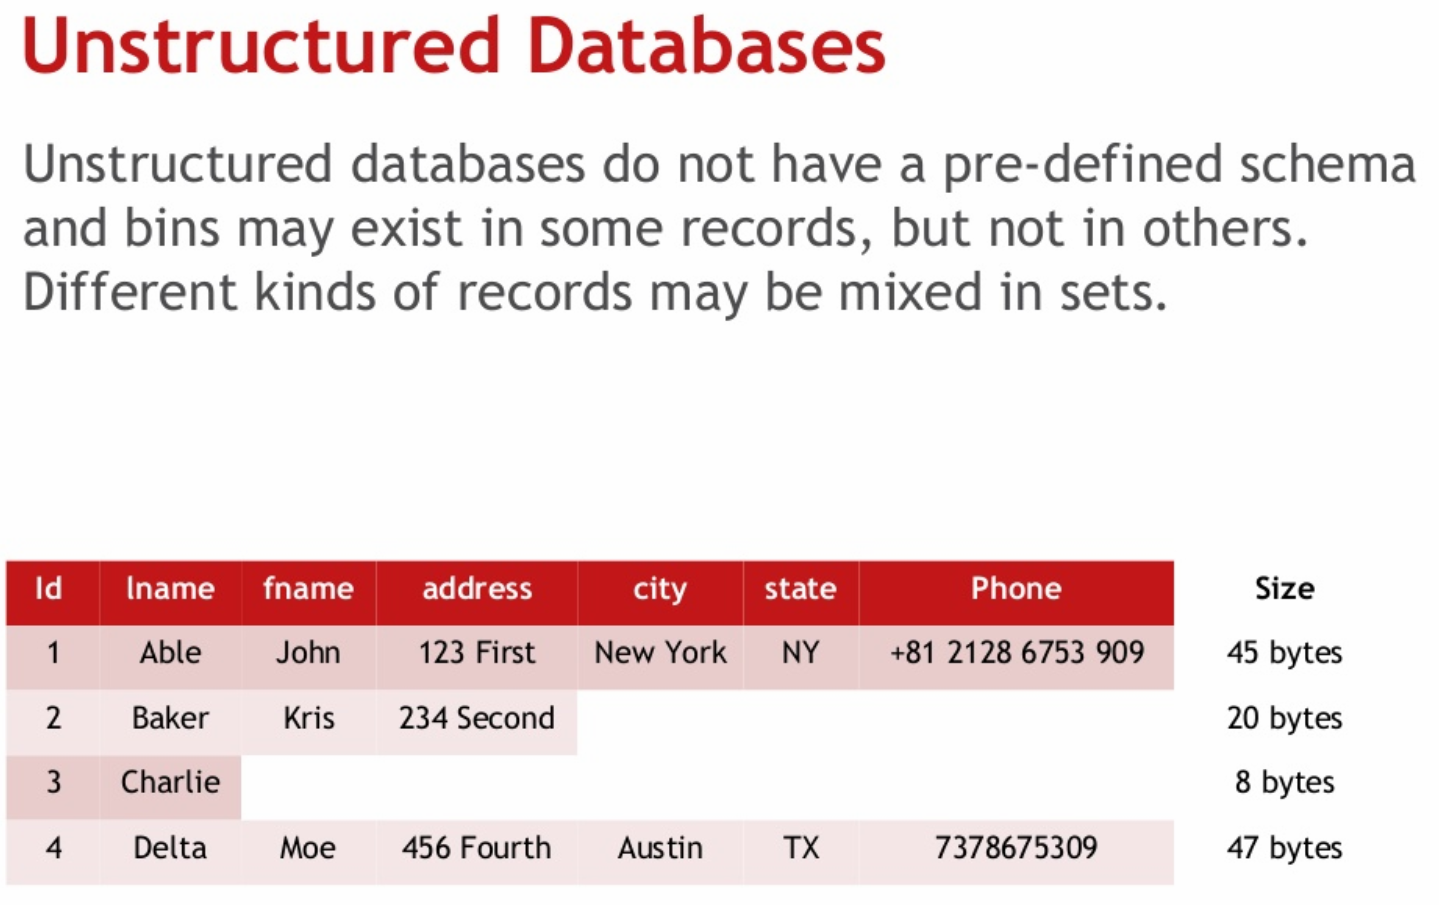 Unstructured Databases
Unstructured databases do not have a pre-defined schema
and bins may exist in some records, but not in others.
Different kinds of records may be mixed in sets.
Id lname fname address city state Phone Size
1 Able John 123 First New York NY +81 2128 6753 909 45 bytes
2 Baker Kris 234 Second 20 bytes
3 Charlie 8 bytes
4 Delta Moe 456 Fourth Austin TX 7378675309 47 bytes